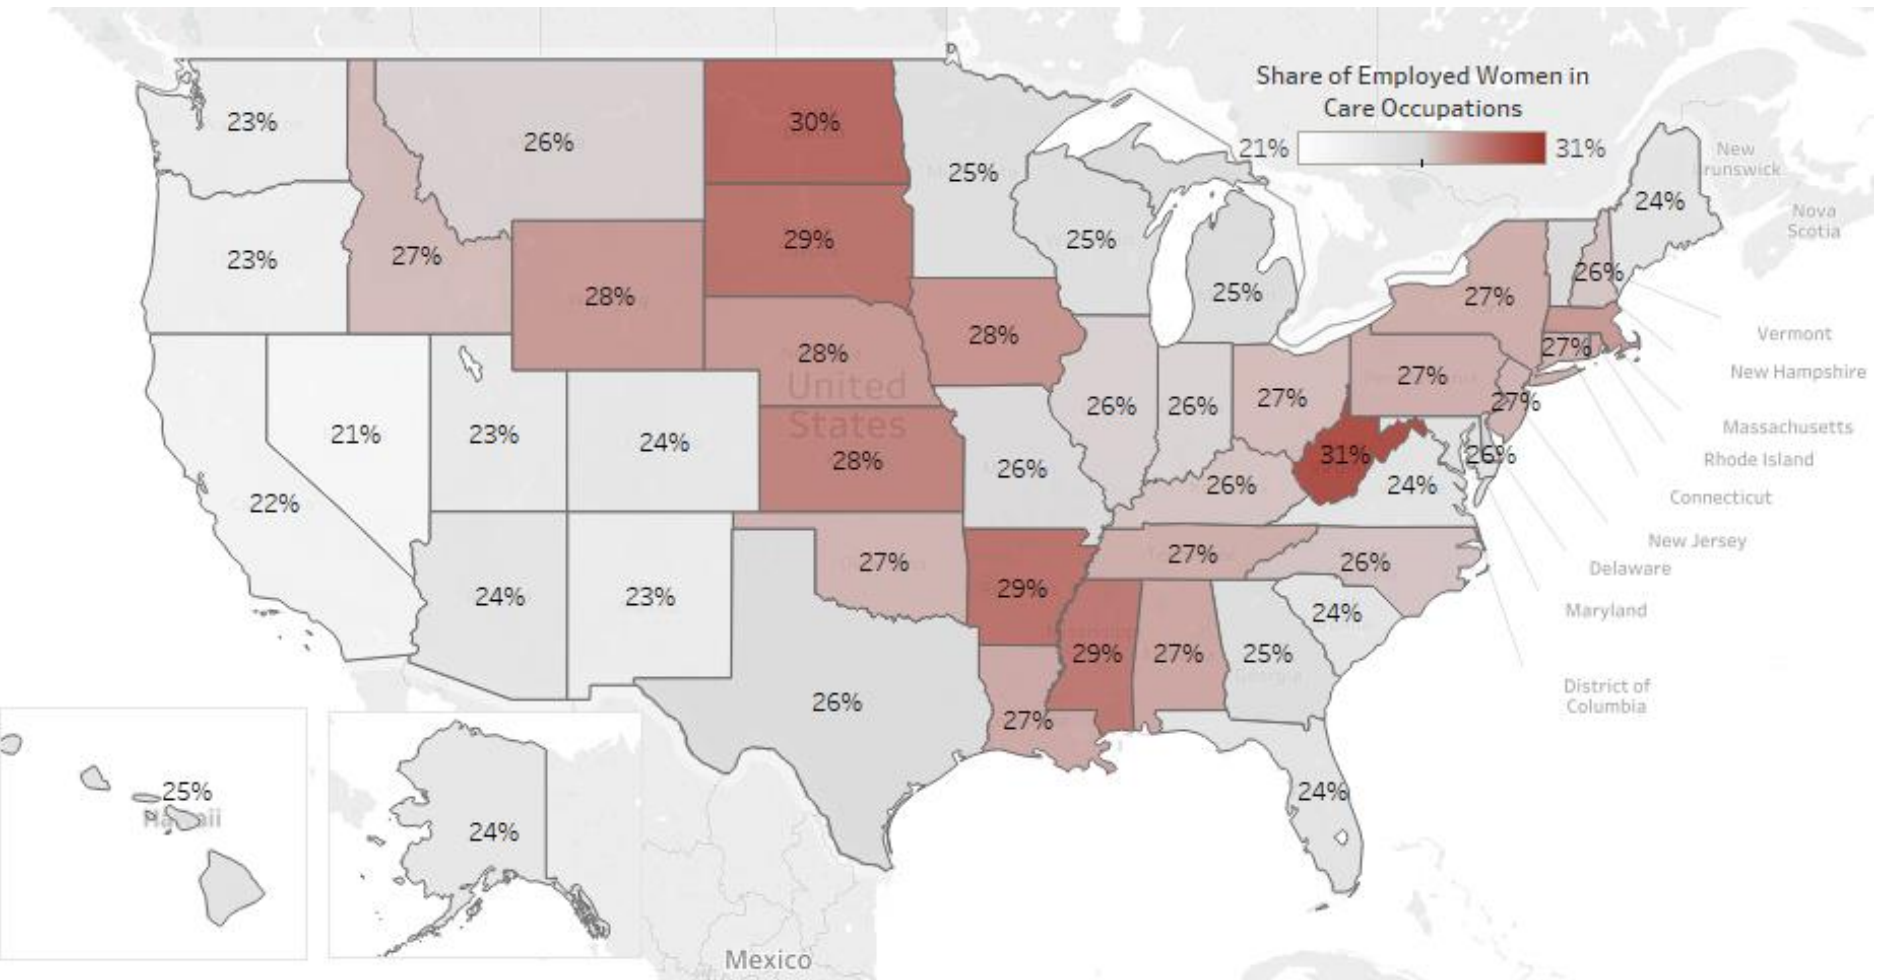 Share of Employed Women in
Care Occupations
21%
31%
23%
26%
30%
25%
24%
New
Brunswick
Nova
Scotia
23%
27%
28%
29%
25%
25%
27%
26%
28%
28%
27%
27%
27%
Vermont
New Hampshire
Massachusetts
Rhode Island
Connecticut
New Jersey
Delaware
Maryland
District of
Columbia
United
States
22%
21%
23%
24%
28%
26%
26%
26%
27%
26%
31%
24%
26%
24%
23%
27%
29%
27%
26%
26%
29%
27%
25%
24%
27%
24%
25%
Hawaii
24%
Mexico